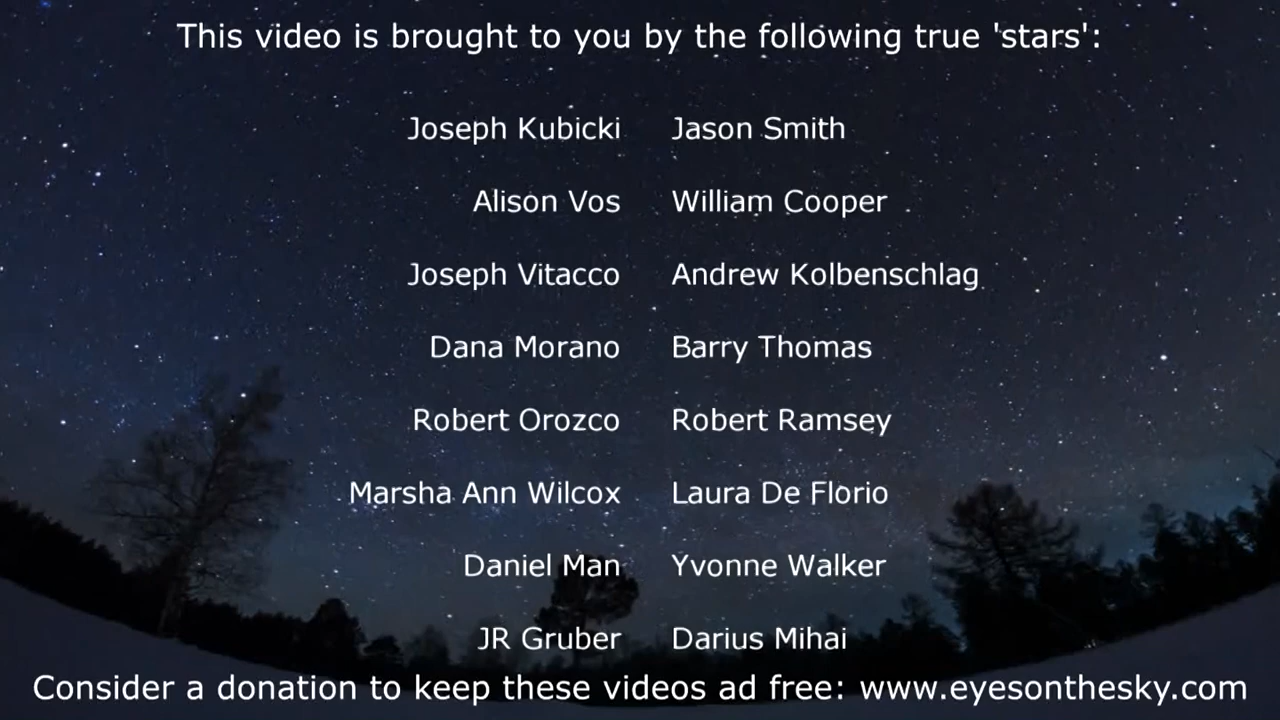 This video is brought to you by the following true 'stars':
Joseph Kubicki Jason Smith
Alison Vos William Cooper
Joseph Vitacco Andrew Kolbenschlag
Dana Morano Barry Thomas
Robert Orozco Robert Ramsey
Marsha Ann Wilcox Laura De Florio
Daniel Man Yvonne Walker
JR Gruber Darius Mihai
Consider a donation to keep these videos ad free: www.eyesonthesky.com